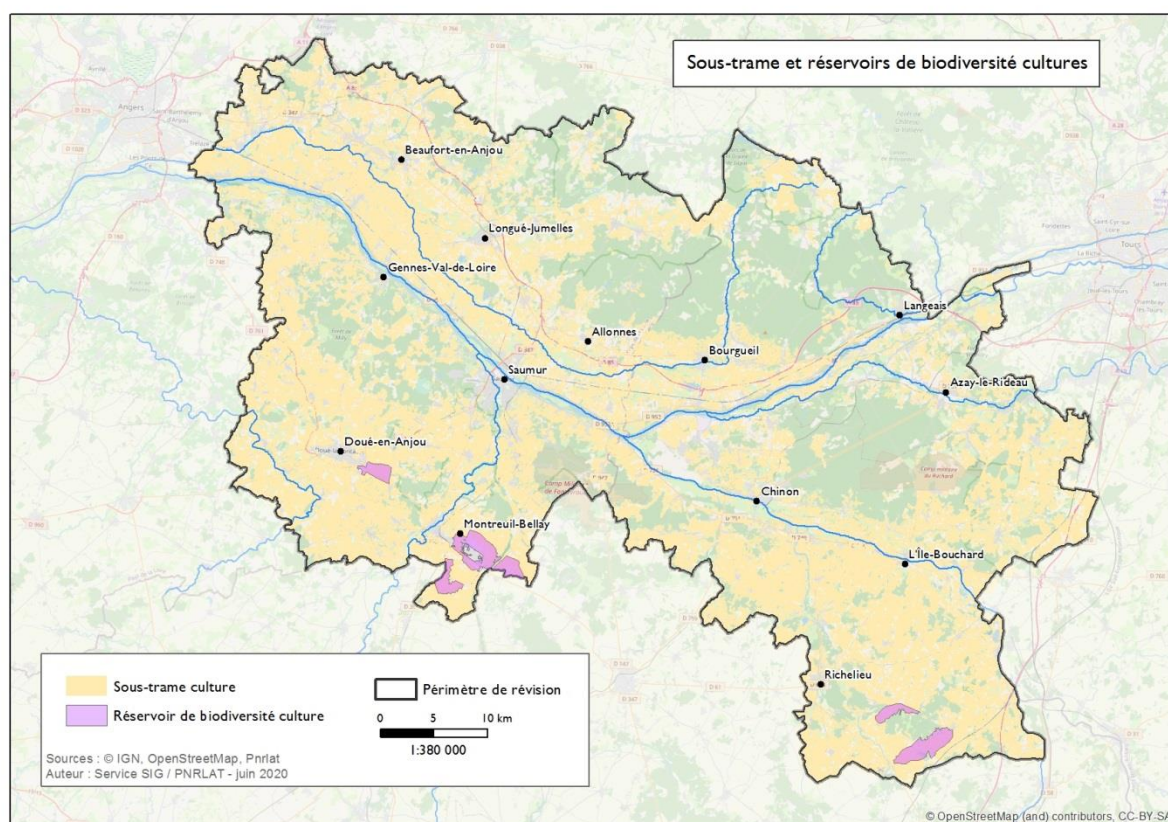 Sous-trame et réservoirs de biodiversité cultures
Angers
Beaufort-en-Anjou
Longué-Jumelles
Gennes-Val-de-Loire
Tours
Langeais
Allonnes
Bourgueil
Saumur
Azay-le-Rideau
Doué-en-Anjou
Chinon
Montreuil-Bellay
L'Île-Bouchard
Richelieu
Sous-trame culture
Réservoir de biodiversité culture
Périmètre de révision
0 5 10 km
1:380 000
Sources : © IGN, OpenStreetMap, Pnrlat
Auteur : Service SIG / PNRLAT - juin 2020
© OpenStreetMap (and) contributors, CC-BY-SA